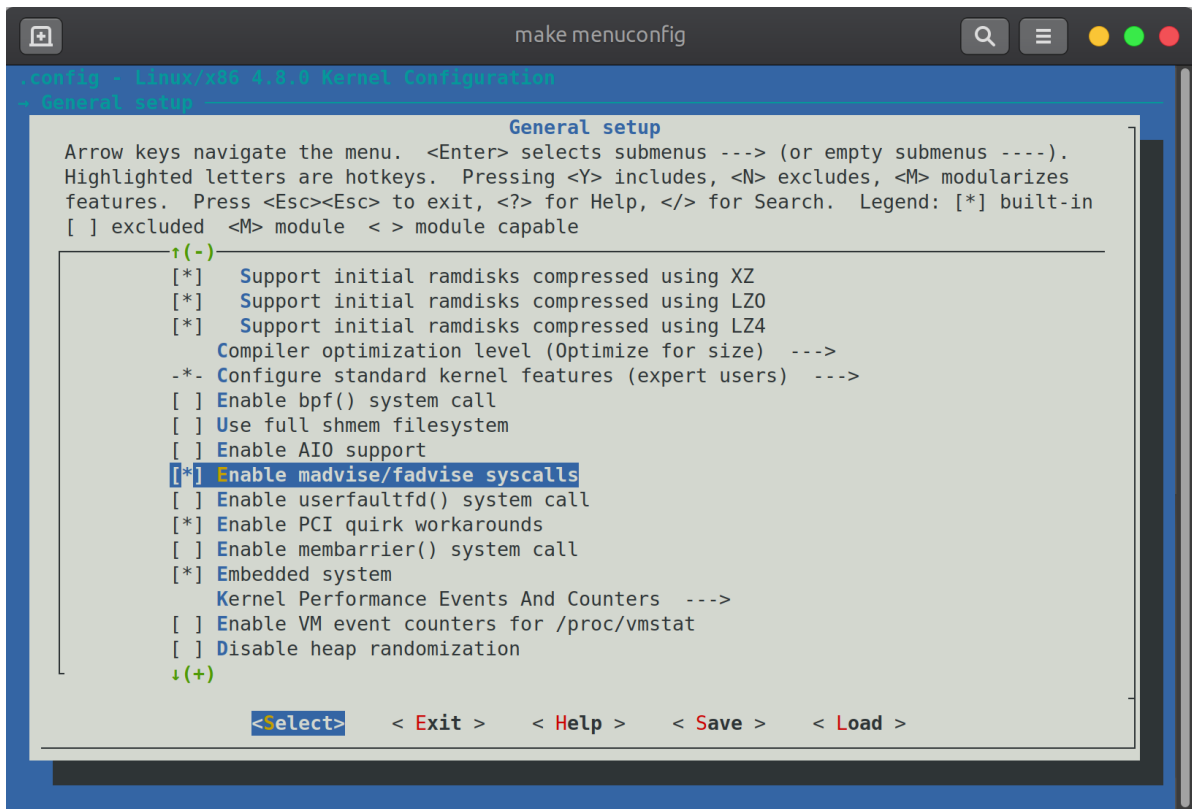 make menuconfig
.config - Linux/x86 4.8.0 Kernel Configuration
→ General setup
General setup
Arrow keys navigate the menu.  <Enter> selects submenus ---> (or empty submenus ----).
Highlighted letters are hotkeys.  Pressing <Y> includes, <N> excludes, <M> modularizes
features.  Press <Esc><Esc> to exit, <?> for Help, </> for Search.  Legend: [*] built-in
[ ] excluded  <M> module  < > module capable
↑(-)
[*]   Support initial ramdisks compressed using XZ
[*]   Support initial ramdisks compressed using LZO
[*]   Support initial ramdisks compressed using LZ4
Compiler optimization level (Optimize for size)  --->
-*- Configure standard kernel features (expert users)  --->
[ ] Enable bpf() system call
[ ] Use full shmem filesystem
[ ] Enable AIO support
[*] Enable madvise/fadvise syscalls
[ ] Enable userfaultfd() system call
[*] Enable PCI quirk workarounds
[ ] Enable membarrier() system call
[*] Embedded system
Kernel Performance Events And Counters  --->
[ ] Enable VM event counters for /proc/vmstat
[ ] Disable heap randomization
↓(+)
<Select>    < Exit >    < Help >    < Save >    < Load >